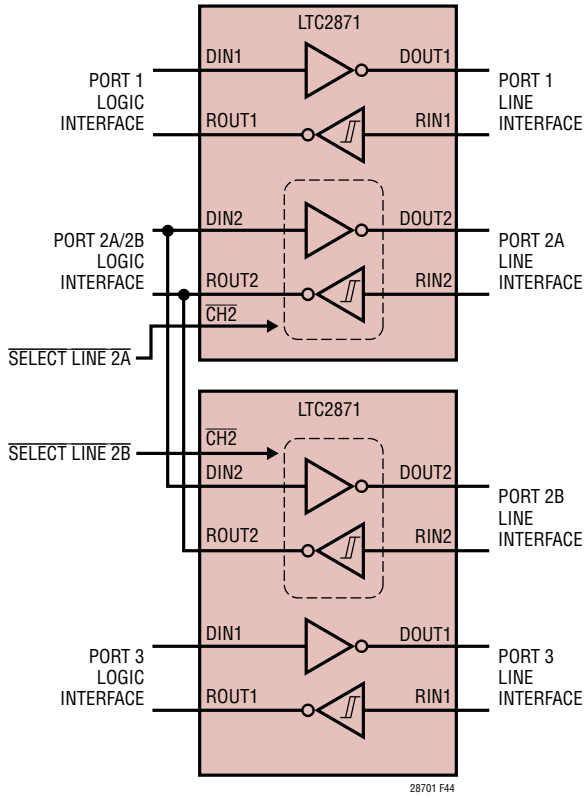 LTC2871
DIN1
DOUT1
PORT 1
LOGIC
INTERFACE
PORT 1
LINE
INTERFACE
ROUT1
RIN1
DIN2
DOUT2
PORT 2A/2B
LOGIC
INTERFACE
PORT 2A
LINE
INTERFACE
ROUT2
RIN2
CH2
SELECT LINE 2A
LTC2871
CH2
SELECT LINE 2B
DIN2
DOUT2
PORT 2B
LINE
INTERFACE
ROUT2
RIN2
DIN1
DOUT1
PORT 3
LOGIC
INTERFACE
PORT 3
LINE
INTERFACE
ROUT1
RIN1
28701 F44